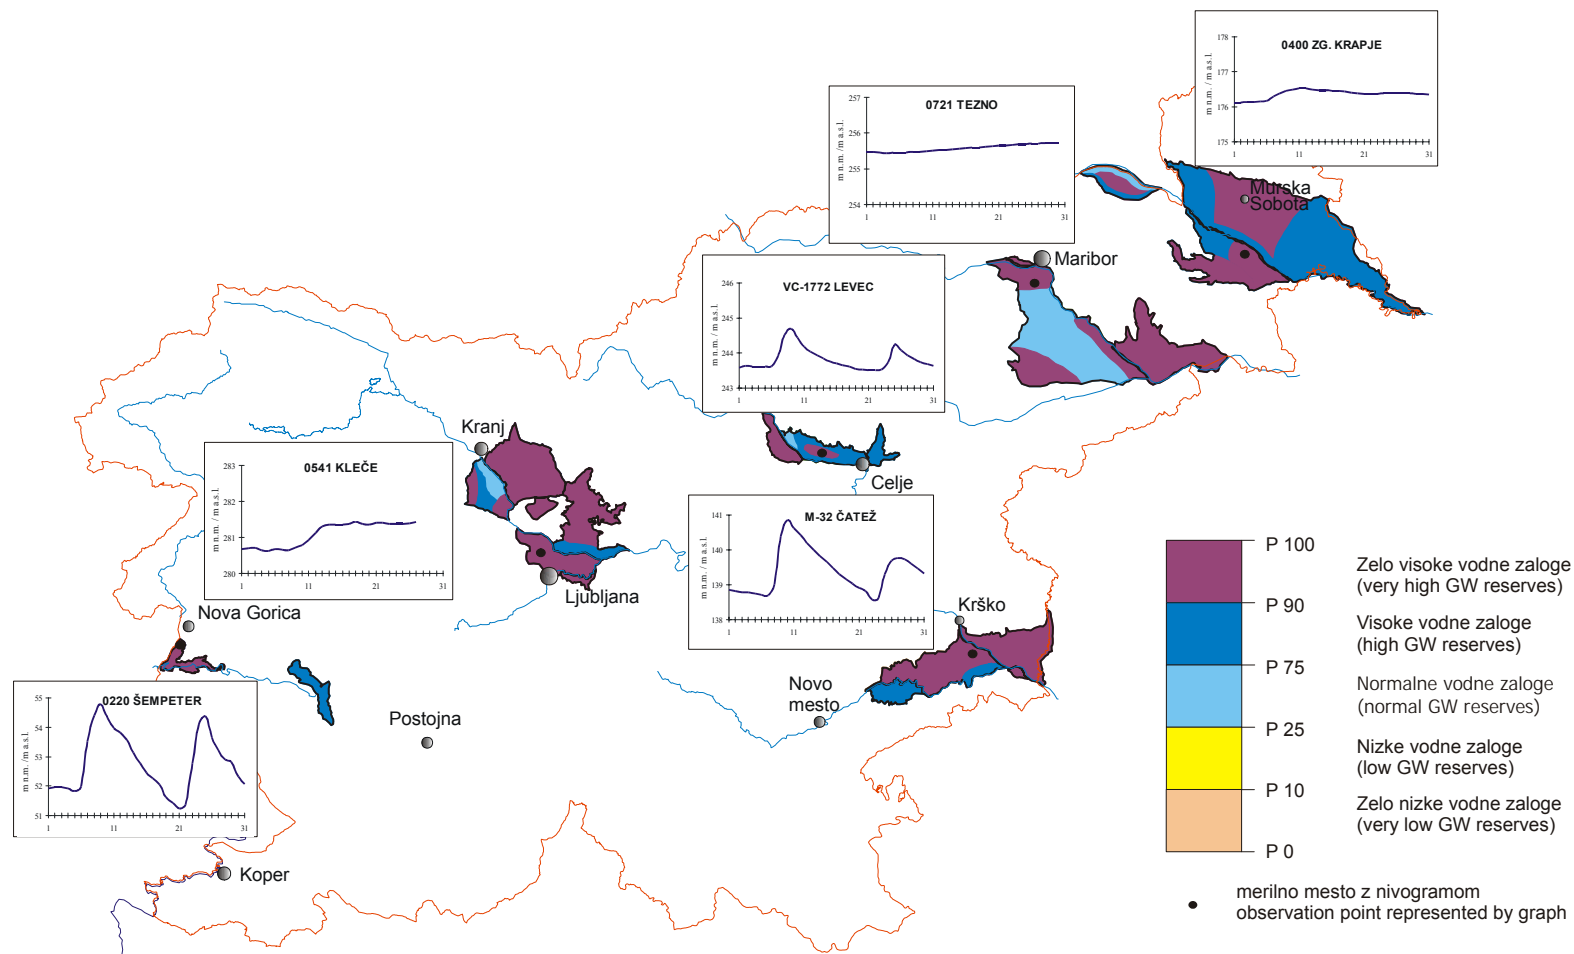 0400 ZG. KRAPJE
m n.m. / m a.s.l.
178
177
176
175
1
11
21
31
0721 TEZNO
m n.m. /m a.s.l.
257
256
255
254
1
11
21
31
Murska
Sobota
Maribor
VC-1772 LEVEC
m n.m. / m a.s.l.
246
245
244
243
1
11
21
31
Kranj
Celje
0541 KLEČE
m n.m. / m a.s.l.
283
282
281
280
1
11
21
31
M-32 ČATEŽ
m n.m. / m a.s.l.
141
140
139
138
1
11
21
31
Ljubljana
Nova Gorica
Krško
Novo
mesto
Postojna
0220 ŠEMPETER
m n.m. /m a.s.l.
55
54
53
52
51
1
11
21
31
Koper
P 100
Zelo visoke vodne zaloge
(very high GW reserves)
P 90
Visoke vodne zaloge
(high GW reserves)
P 75
Normalne vodne zaloge
(normal GW reserves)
P 25
Nizke vodne zaloge
(low GW reserves)
P 10
Zelo nizke vodne zaloge
(very low GW reserves)
P 0
merilno mesto z nivogramom
observation point represented by graph